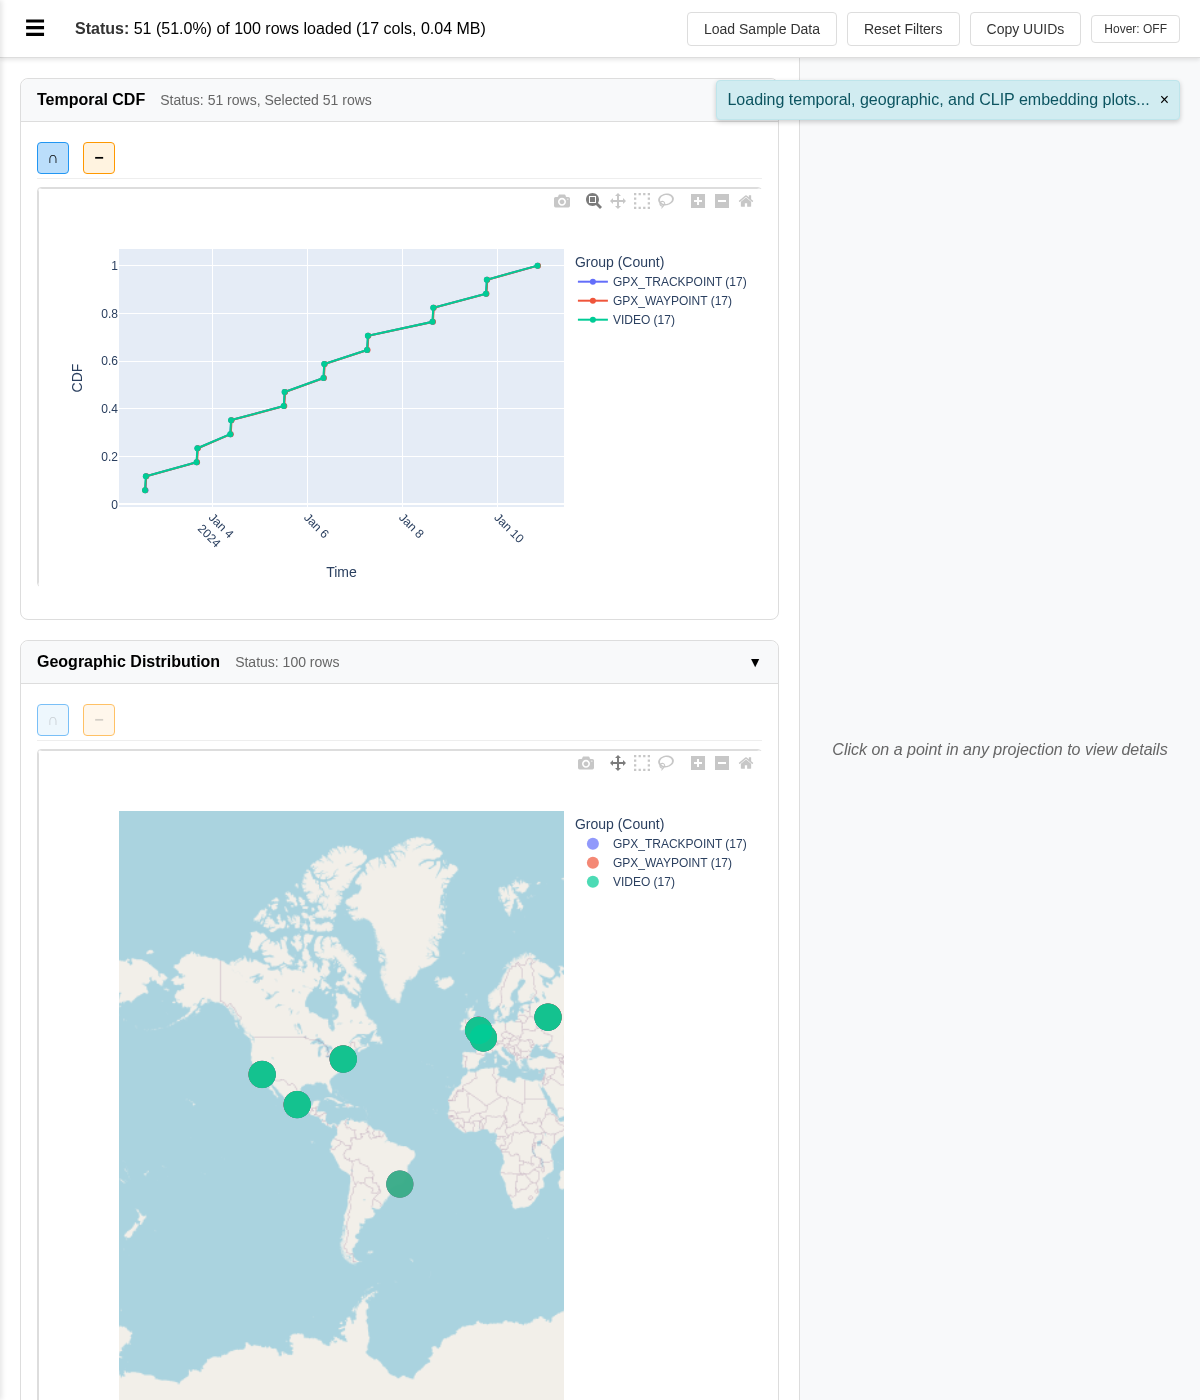 Status: 51 (51.0%) of 100 rows loaded (17 cols, 0.04 MB)
Load Sample Data
Reset Filters
Copy UUIDs
Hover: OFF
Loading temporal, geographic, and CLIP embedding plots... ×
Temporal CDF
Status: 51 rows, Selected 51 rows
∩
−
Group (Count)
GPX_TRACKPOINT (17)
GPX_WAYPOINT (17)
VIDEO (17)
1
0.8
0.6
0.4
0.2
0
CDF
Jan 4
2024
Jan 6
Jan 8
Jan 10
Time
Geographic Distribution
Status: 100 rows
▼
∩
−
Group (Count)
GPX_TRACKPOINT (17)
GPX_WAYPOINT (17)
VIDEO (17)
Click on a point in any projection to view details